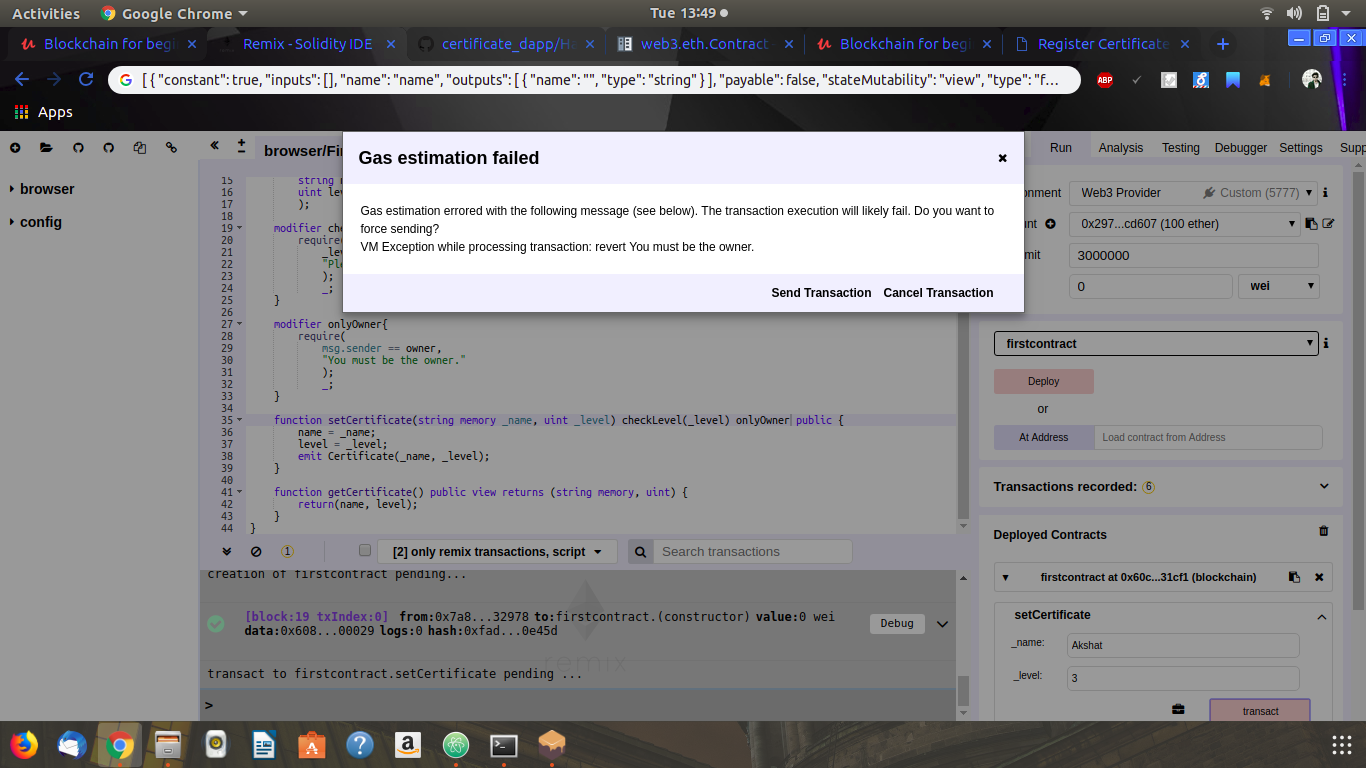 Activities
Google Chrome
Tue 13:49
Blockchain for begi
Remix - Solidity IDE
certificate_dapp/Ho
web3.eth.Contract
Blockchain for begi
Register Certificate
[{"constant":true,"inputs":[],"name":"name","outputs":[{"name":"","type":"string"}],"payable":false,"stateMutability":"view","type":"f…
ABP
Apps
browser/Fi
Run
Analysis
Testing
Debugger
Settings
Supp
Gas estimation failed
Gas estimation errored with the following message (see below). The transaction execution will likely fail. Do you want to
force sending?
VM Exception while processing transaction: revert You must be the owner.
Send Transaction
Cancel Transaction
browser
config
15 string n
16 uint lev
17 );
18
19 modifier che
20 require(
21 _lev
22 "Ple
23 );
24 _;
25 }
26
27 modifier onlyOwner{
28 require(
29 msg.sender == owner,
30 "You must be the owner."
31 );
32 _;
33 }
34
35 function setCertificate(string memory _name, uint _level) checkLevel(_level) onlyOwner public {
36 name = _name;
37 level = _level;
38 emit Certificate(_name, _level);
39 }
40
41 function getCertificate() public view returns (string memory, uint) {
42 return(name, level);
43 }
44 }
onment
Web3 Provider
Custom (5777)
unt
0x297...cd607 (100 ether)
mit
3000000
0
wei
firstcontract
Deploy
or
At Address
Load contract from Address
Transactions recorded: 6
Deployed Contracts
firstcontract at 0x60c...31cf1 (blockchain)
setCertificate
_name:
Akshat
_level:
3
transact
1
[2] only remix transactions, script
Search transactions
creation of firstcontract pending...
[block:19 txIndex:0] from:0x7a8...32978 to:firstcontract.(constructor) value:0 wei
data:0x608...00029 logs:0 hash:0xfad...0e45d
Debug
remix
transact to firstcontract.setCertificate pending ...
>